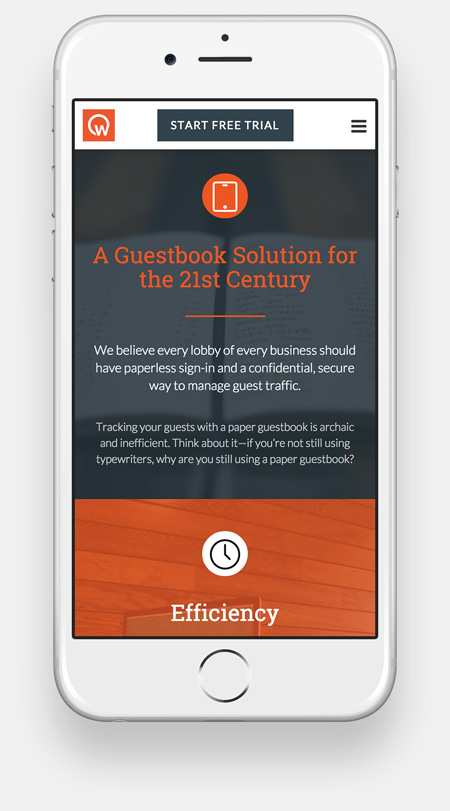 START FREE TRIAL
A Guestbook Solution for
the 21st Century
We believe every lobby of every business should
have paperless sign-in and a confidential, secure
way to manage guest traffic.
Tracking your guests with a paper guestbook is archaic
and inefficient. Think about it—if you're not still using
typewriters, why are you still using a paper guestbook?
Efficiency